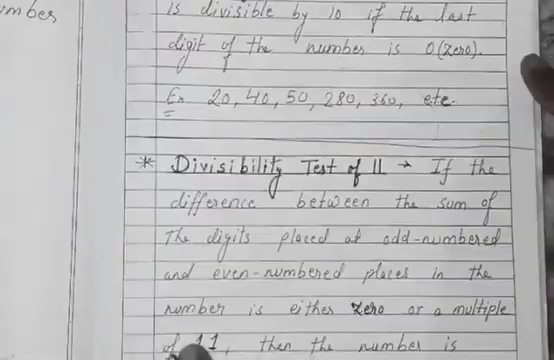 umber
is divisible by 10 if the last
digit of the number is 0(zero).
Ex 20, 40, 50, 280, 360, etc.
* Divisibility Test of 11 → If the
difference between the sum of
the digits placed at odd-numbered
and even-numbered places in the
number is either zero or a multiple
of 11, then the number is